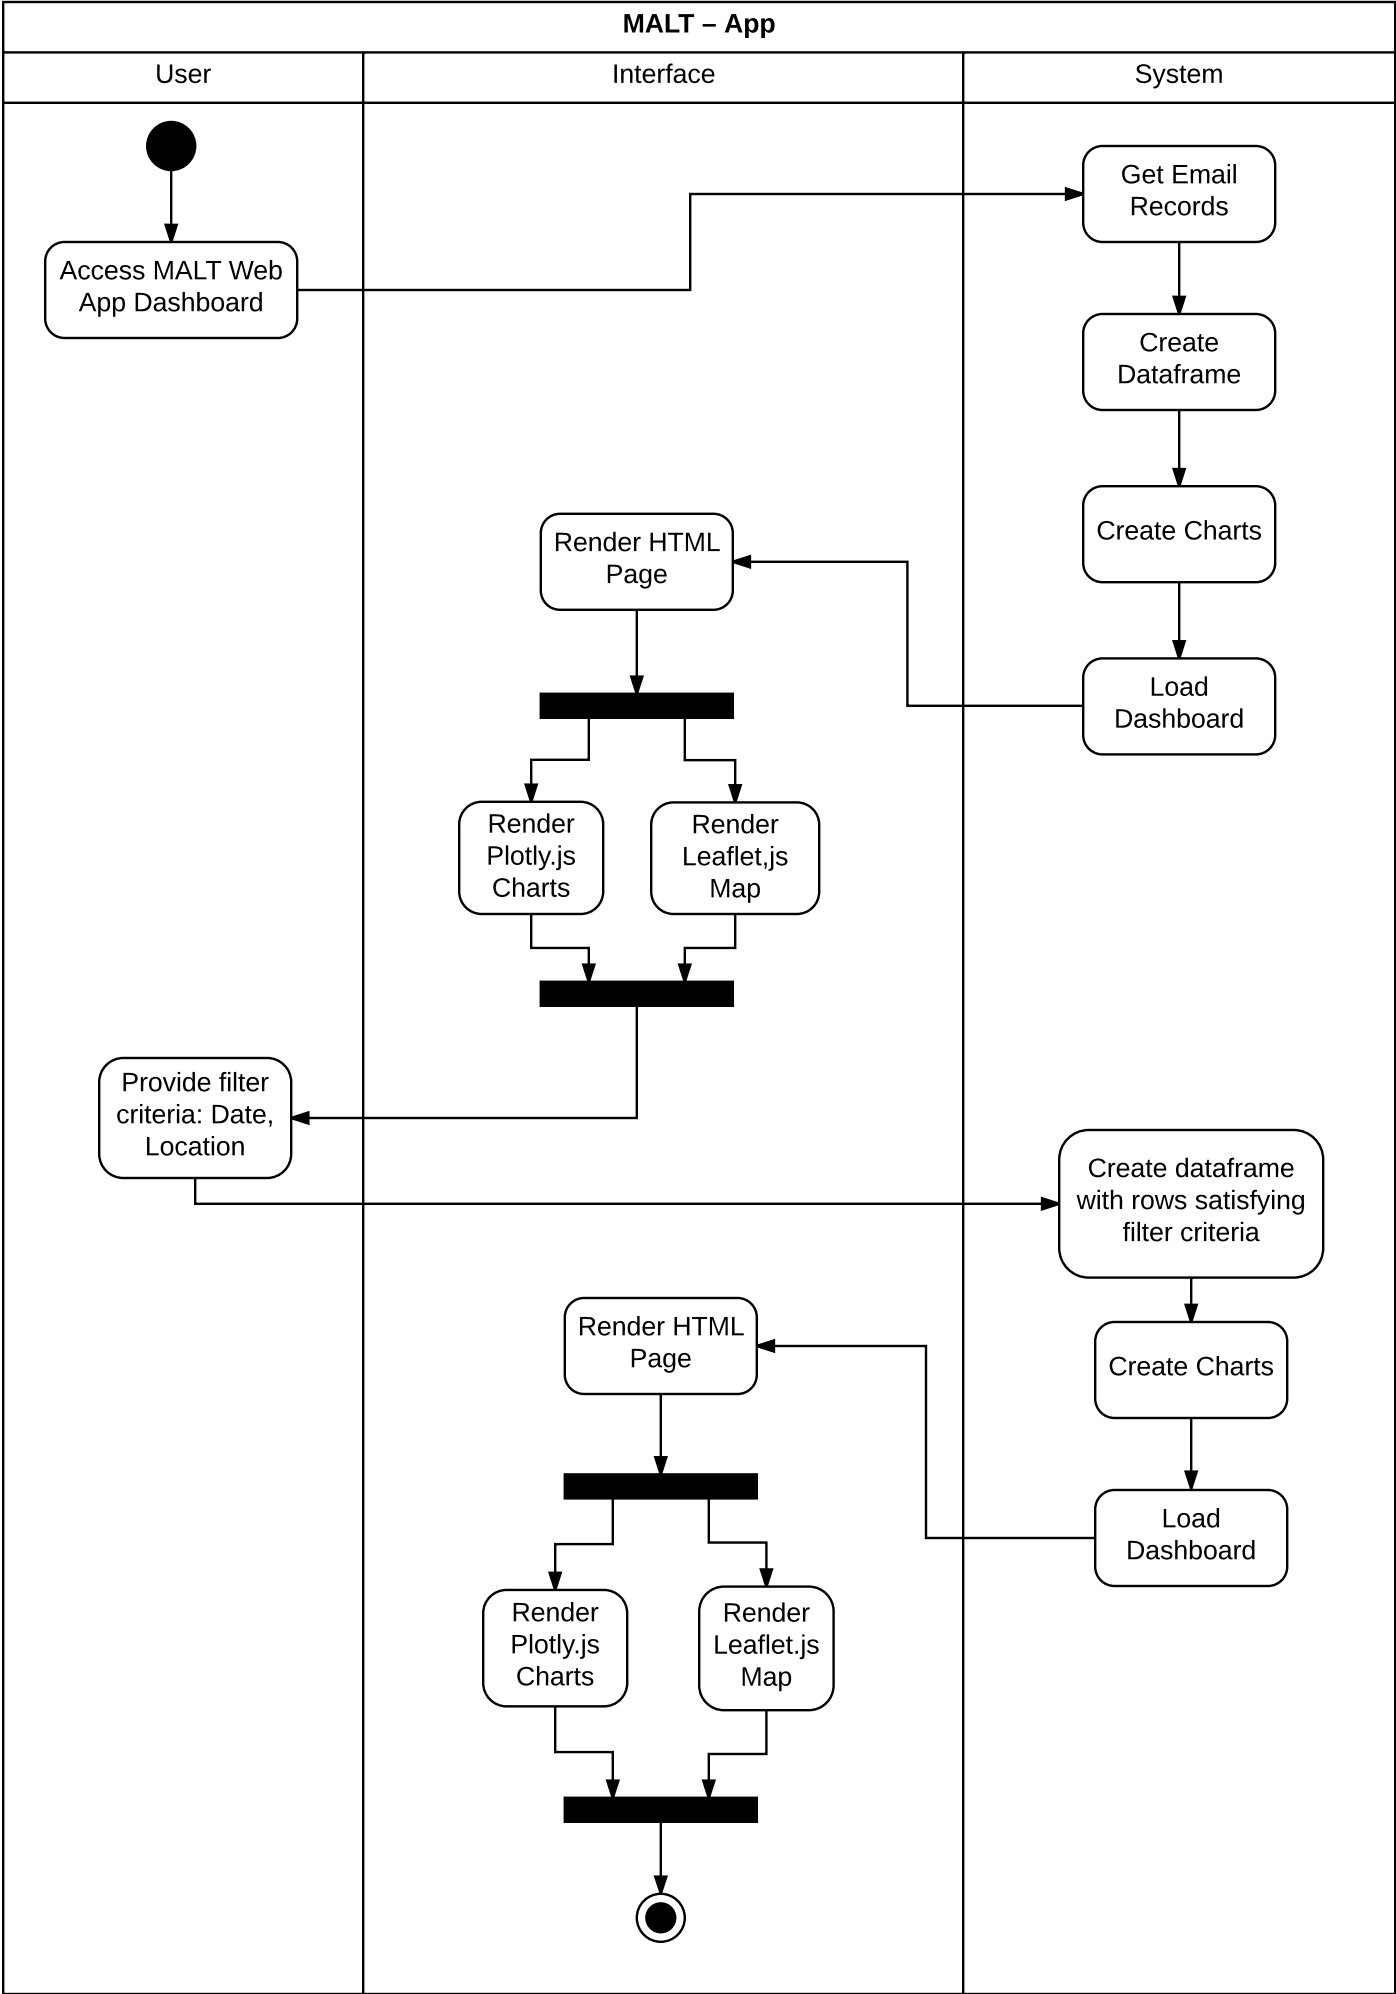 MALT – App
User
Interface
System
Get Email
Records
Access MALT Web
App Dashboard
Create
Dataframe
Create Charts
Render HTML
Page
Load
Dashboard
Render
Plotly.js
Charts
Render
Leaflet,js
Map
Provide filter
criteria: Date,
Location
Create dataframe
with rows satisfying
filter criteria
Render HTML
Page
Create Charts
Load
Dashboard
Render
Plotly.js
Charts
Render
Leaflet.js
Map